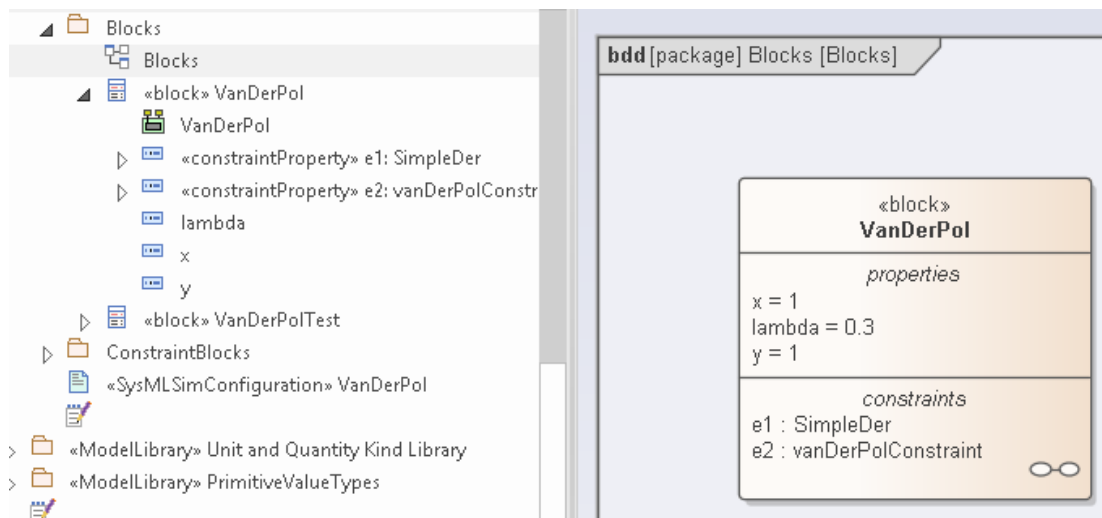 Blocks
Blocks
«block» VanDerPol
VanDerPol
«constraintProperty» e1: SimpleDer
«constraintProperty» e2: vanDerPolConstr
lambda
x
y
«block» VanDerPolTest
ConstraintBlocks
«SysMLSimConfiguration» VanDerPol
«ModelLibrary» Unit and Quantity Kind Library
«ModelLibrary» PrimitiveValueTypes
bdd [package] Blocks [Blocks]
«block»
VanDerPol
properties
x = 1
lambda = 0.3
y = 1
constraints
e1 : SimpleDer
e2 : vanDerPolConstraint